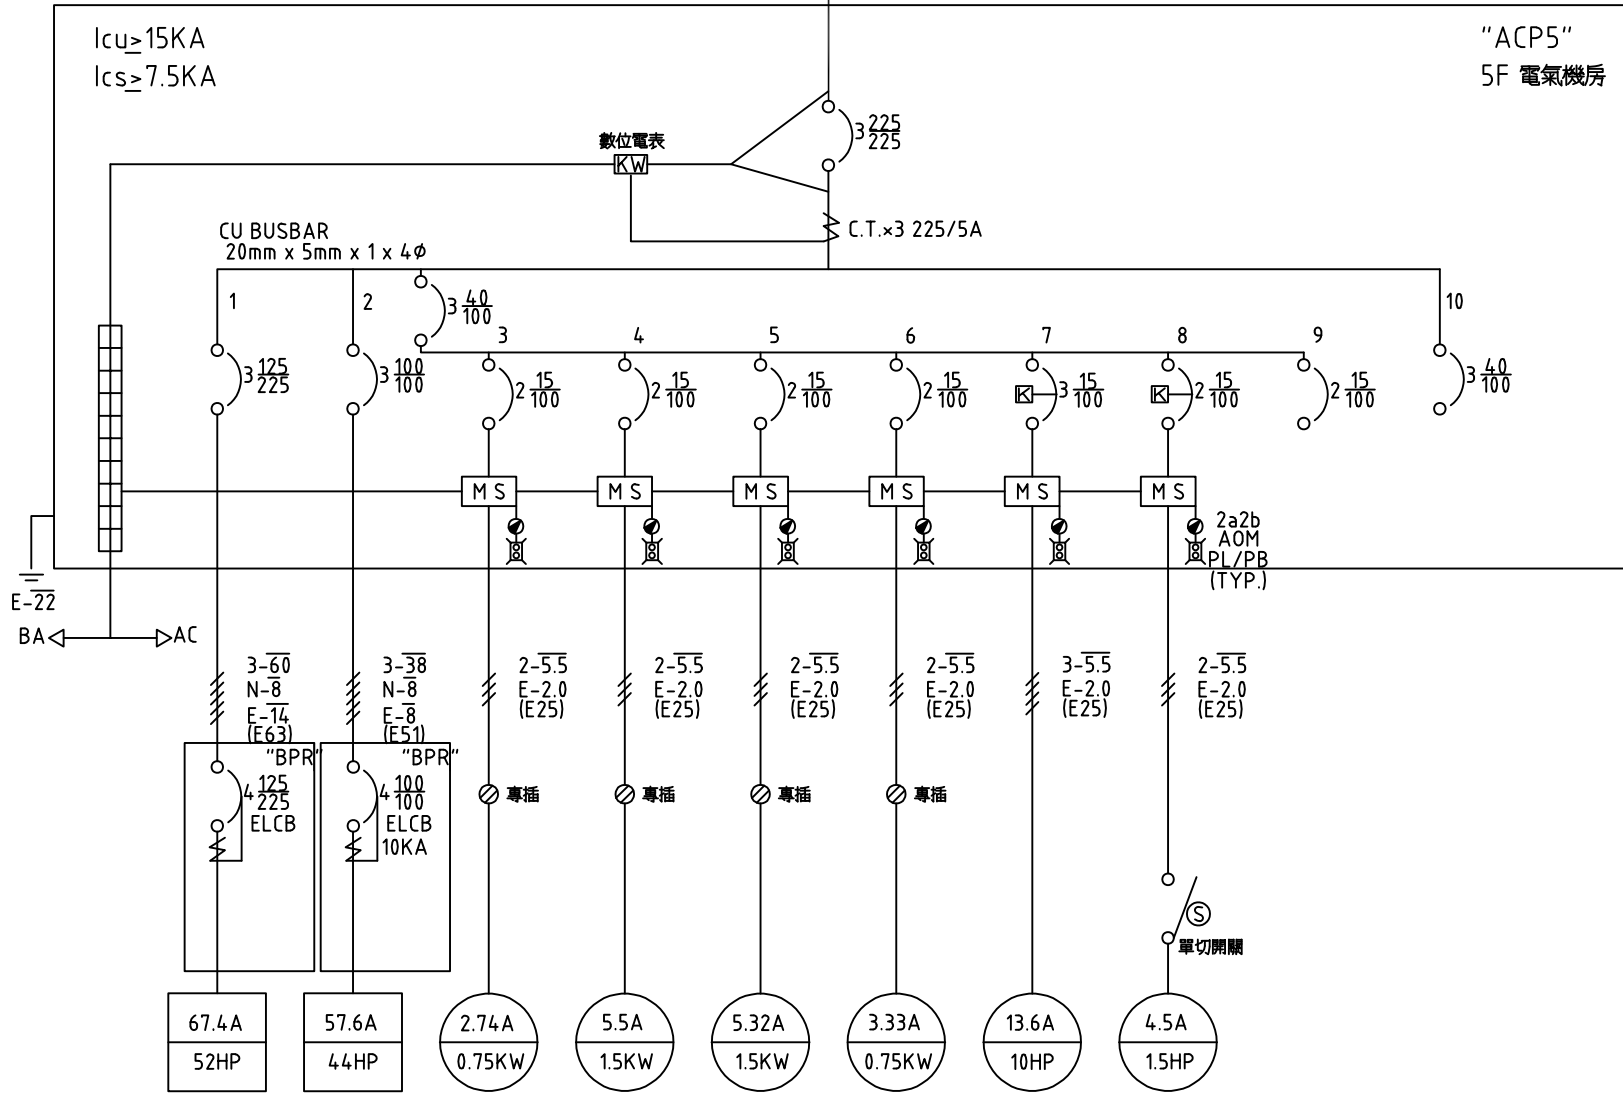 Icu≥15KA
Ics≥7.5KA
"ACP5"
5F 電氣機房
數位電表
KW
3 225/225
C.T.×3 225/5A
CU BUSBAR
20mm x 5mm x 1 x 4Ø
1
2
3
4
5
6
7
8
9
10
3 40/100
3 125/225
3 100/100
2 15/100
2 15/100
2 15/100
2 15/100
K 3 15/100
K 2 15/100
2 15/100
3 40/100
M S
M S
M S
M S
M S
M S
2a2b
AOM
PL/PB
(TYP.)
E-22
BA
AC
3-60
N-8
E-14
(E63)
3-38
N-8
E-8
(E51)
2-5.5
E-2.0
(E25)
2-5.5
E-2.0
(E25)
2-5.5
E-2.0
(E25)
2-5.5
E-2.0
(E25)
3-5.5
E-2.0
(E25)
2-5.5
E-2.0
(E25)
"BPR"
4 125/225
ELCB
"BPR"
4 100/100
ELCB
10KA
專插
專插
專插
專插
S
單切開關
67.4A
52HP
57.6A
44HP
2.74A
0.75KW
5.5A
1.5KW
5.32A
1.5KW
3.33A
0.75KW
13.6A
10HP
4.5A
1.5HP